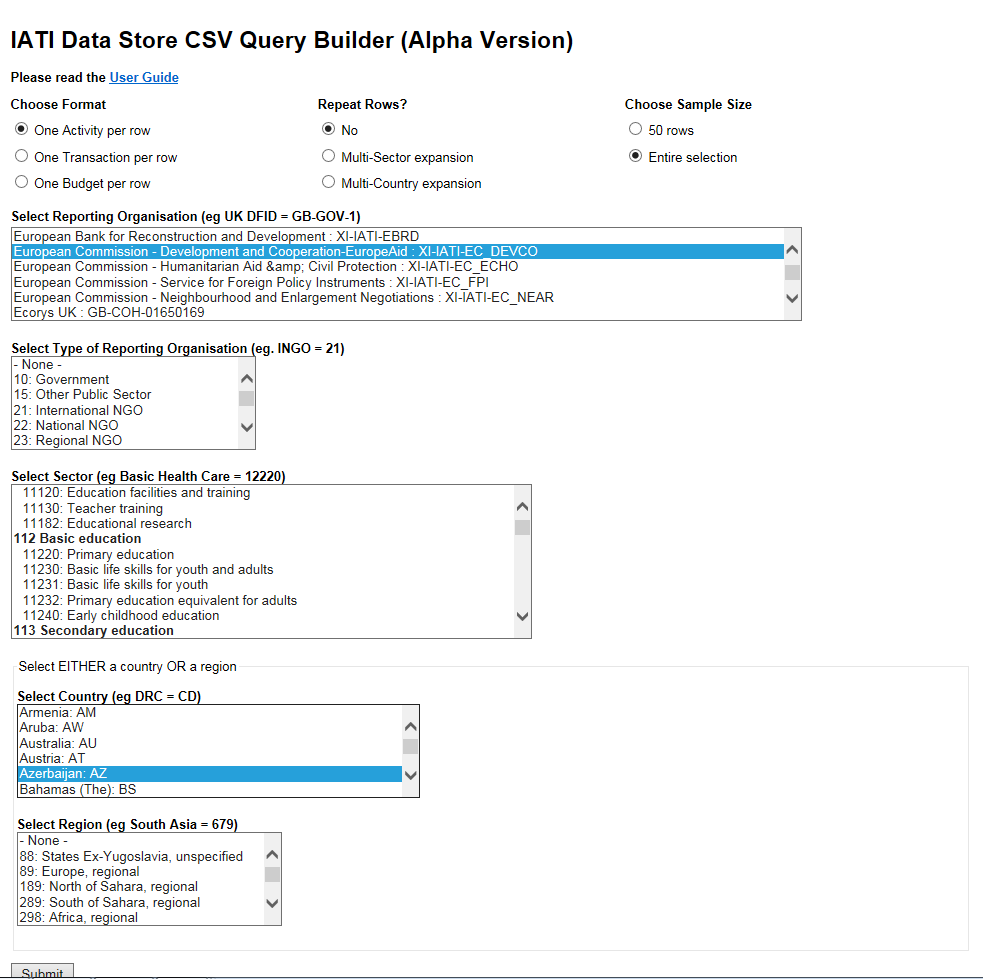 IATI Data Store CSV Query Builder (Alpha Version)
Please read the User Guide
Choose Format
One Activity per row
One Transaction per row
One Budget per row
Repeat Rows?
No
Multi-Sector expansion
Multi-Country expansion
Choose Sample Size
50 rows
Entire selection
Select Reporting Organisation (eg UK DFID = GB-GOV-1)
European Bank for Reconstruction and Development : XI-IATI-EBRD
European Commission - Development and Cooperation-EuropeAid : XI-IATI-EC_DEVCO
European Commission - Humanitarian Aid &amp; Civil Protection : XI-IATI-EC_ECHO
European Commission - Service for Foreign Policy Instruments : XI-IATI-EC_FPI
European Commission - Neighbourhood and Enlargement Negotiations : XI-IATI-EC_NEAR
Ecorys UK : GB-COH-01650169
Select Type of Reporting Organisation (eg. INGO = 21)
- None -
10: Government
15: Other Public Sector
21: International NGO
22: National NGO
23: Regional NGO
Select Sector (eg Basic Health Care = 12220)
11120: Education facilities and training
11130: Teacher training
11182: Educational research
112 Basic education
11220: Primary education
11230: Basic life skills for youth and adults
11231: Basic life skills for youth
11232: Primary education equivalent for adults
11240: Early childhood education
113 Secondary education
Select EITHER a country OR a region
Select Country (eg DRC = CD)
Armenia: AM
Aruba: AW
Australia: AU
Austria: AT
Azerbaijan: AZ
Bahamas (The): BS
Select Region (eg South Asia = 679)
- None -
88: States Ex-Yugoslavia, unspecified
89: Europe, regional
189: North of Sahara, regional
289: South of Sahara, regional
298: Africa, regional
Submit